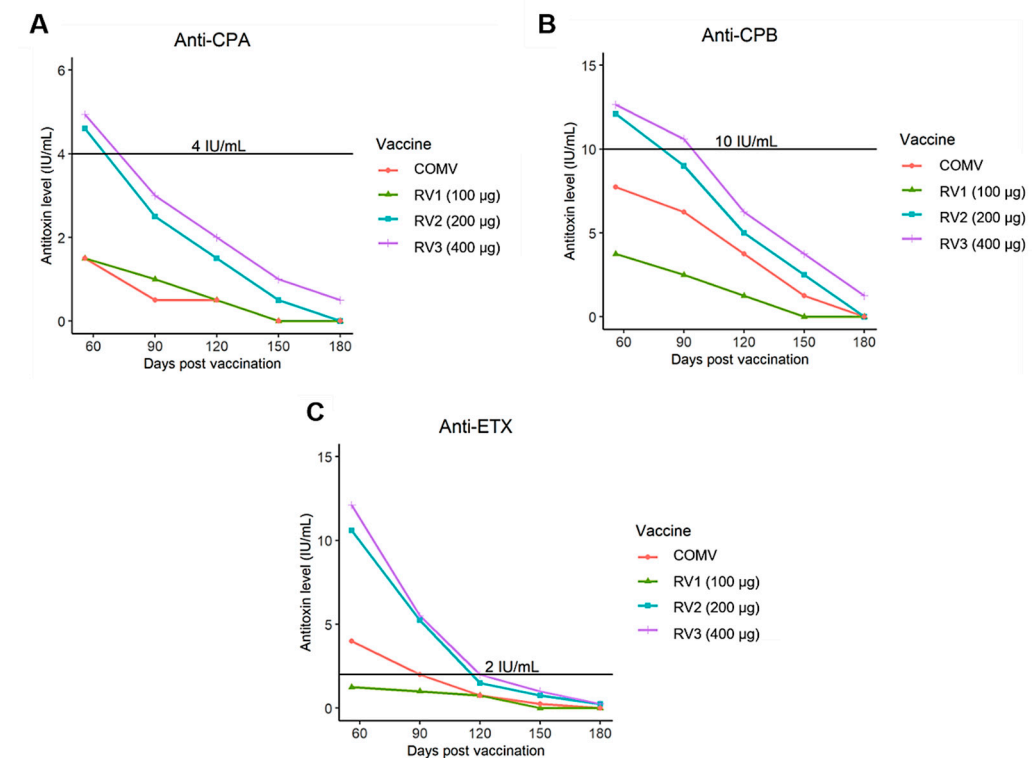 A
Anti-CPA
6
4
2
0
4 IU/mL
Antitoxin level (IU/mL)
60 90 120 150 180
Days post vaccination
Vaccine
COMV
RV1 (100 µg)
RV2 (200 µg)
RV3 (400 µg)
B
Anti-CPB
15
10
5
0
10 IU/mL
Antitoxin level (IU/mL)
60 90 120 150 180
Days post vaccination
Vaccine
COMV
RV1 (100 µg)
RV2 (200 µg)
RV3 (400 µg)
C
Anti-ETX
15
10
5
0
2 IU/mL
Antitoxin level (IU/mL)
60 90 120 150 180
Days post vaccination
Vaccine
COMV
RV1 (100 µg)
RV2 (200 µg)
RV3 (400 µg)